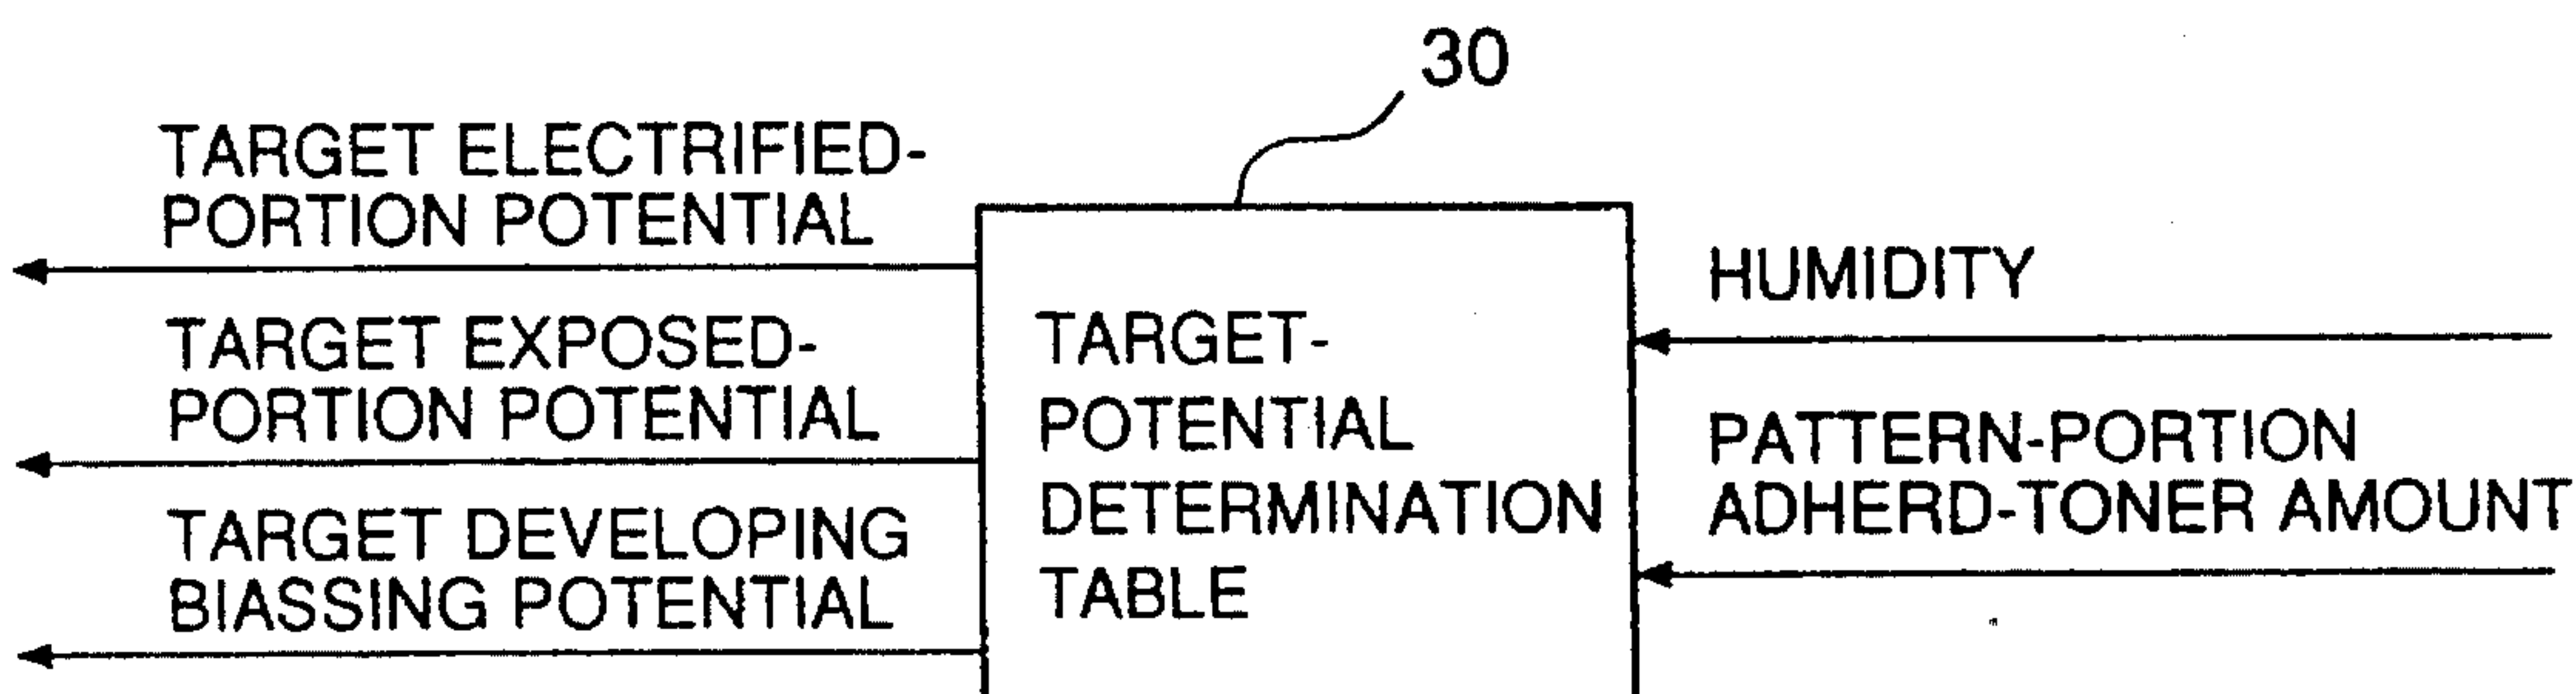 30
TARGET ELECTRIFIED-
PORTION POTENTIAL
TARGET EXPOSED-
PORTION POTENTIAL
TARGET DEVELOPING
BIASSING POTENTIAL
TARGET-
POTENTIAL
DETERMINATION
TABLE
HUMIDITY
PATTERN-PORTION
ADHERD-TONER AMOUNT